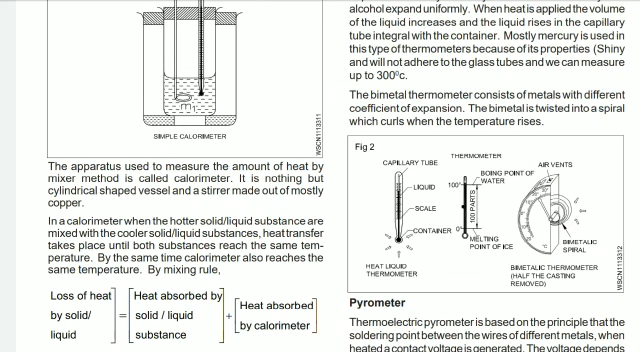 m₁
SIMPLE CALORIMETER
WSCN1113311
The apparatus used to measure the amount of heat by
mixer method is called calorimeter. It is nothing but
cylindrical shaped vessel and a stirrer made out of mostly
copper.
In a calorimeter when the hotter solid/liquid substance are
mixed with the cooler solid/liquid substances, heat transfer
takes place until both substances reach the same tem-
perature. By the same time calorimeter also reaches the
same temperature. By mixing rule,
Loss of heat
by solid/
liquid
=
Heat absorbed by
solid / liquid
substance
+
Heat absorbed
by calorimeter
alcohol expand uniformly. When heat is applied the volume
of the liquid increases and the liquid rises in the capillary
tube integral with the container. Mostly mercury is used in
this type of thermometers because of its properties (Shiny
and will not adhere to the glass tubes and we can measure
up to 300⁰c.
The bimetal thermometer consists of metals with different
coefficient of expansion. The bimetal is twisted into a spiral
which curls when the temperature rises.
Fig 2
CAPILLARY TUBE
THERMOMETER
AIR VENTS
BOING POINT OF
WATER
LIQUID
100°
SCALE
100 PARTS
CONTAINER
0°
MELTING
POINT OF ICE
BIMETALIC
SPIRAL
HEAT LIQUID
THERMOMETER
BIMETALIC THERMOMETER
(HALF THE CASTING
REMOVED)
WSCN1113312
Pyrometer
Thermoelectric pyrometer is based on the principle that the
soldering point between the wires of different metals, when
heated a contact voltage is generated. The voltage depends